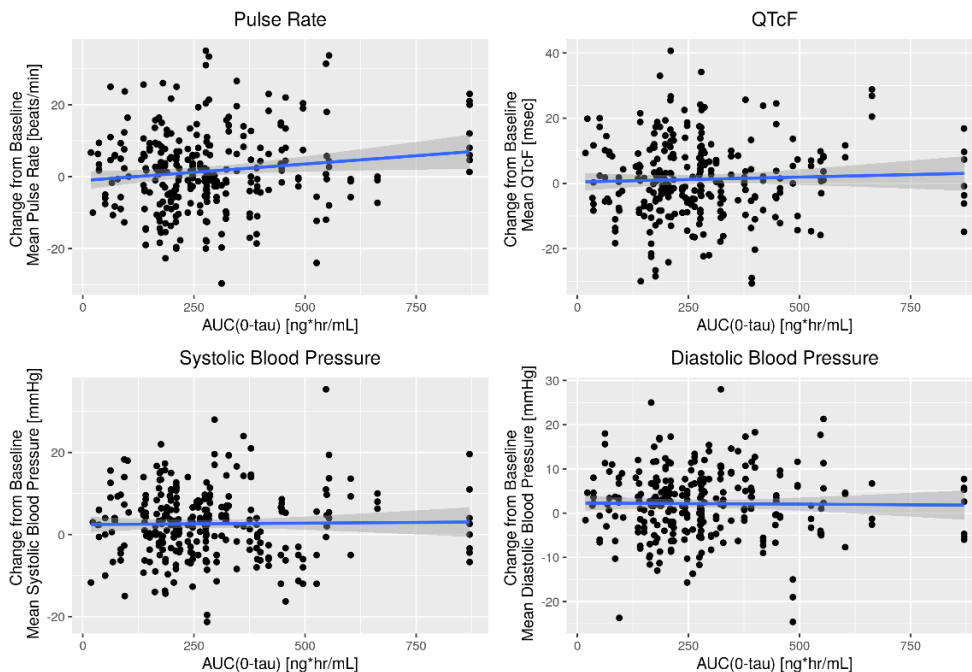 Pulse Rate
Change from Baseline
Mean Pulse Rate [beats/min]
20
0
-20
0
250
500
750
AUC(0-tau) [ng*hr/mL]
QTcF
Change from Baseline
Mean QTcF [msec]
40
20
0
-20
0
250
500
750
AUC(0-tau) [ng*hr/mL]
Systolic Blood Pressure
Change from Baseline
Mean Systolic Blood Pressure [mmHg]
20
0
-20
0
250
500
750
AUC(0-tau) [ng*hr/mL]
Diastolic Blood Pressure
Change from Baseline
Mean Diastolic Blood Pressure [mmHg]
30
20
10
0
-10
-20
0
250
500
750
AUC(0-tau) [ng*hr/mL]